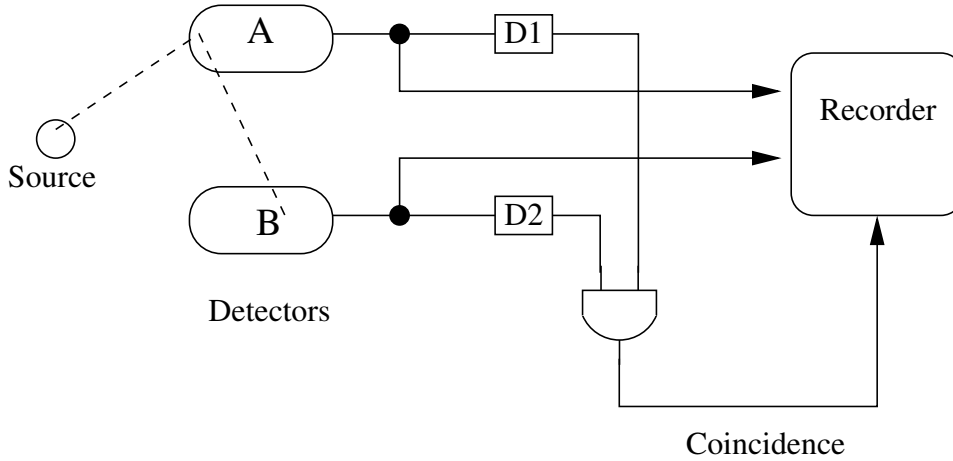 A
D1
Recorder
Source
B
D2
Detectors
Coincidence